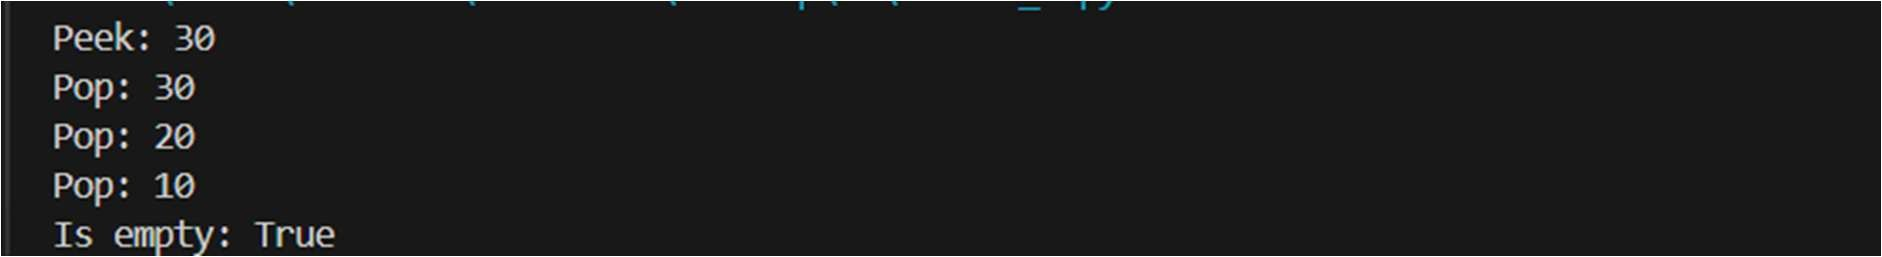 Peek: 30
Pop: 30
Pop: 20
Pop: 10
Is empty: True